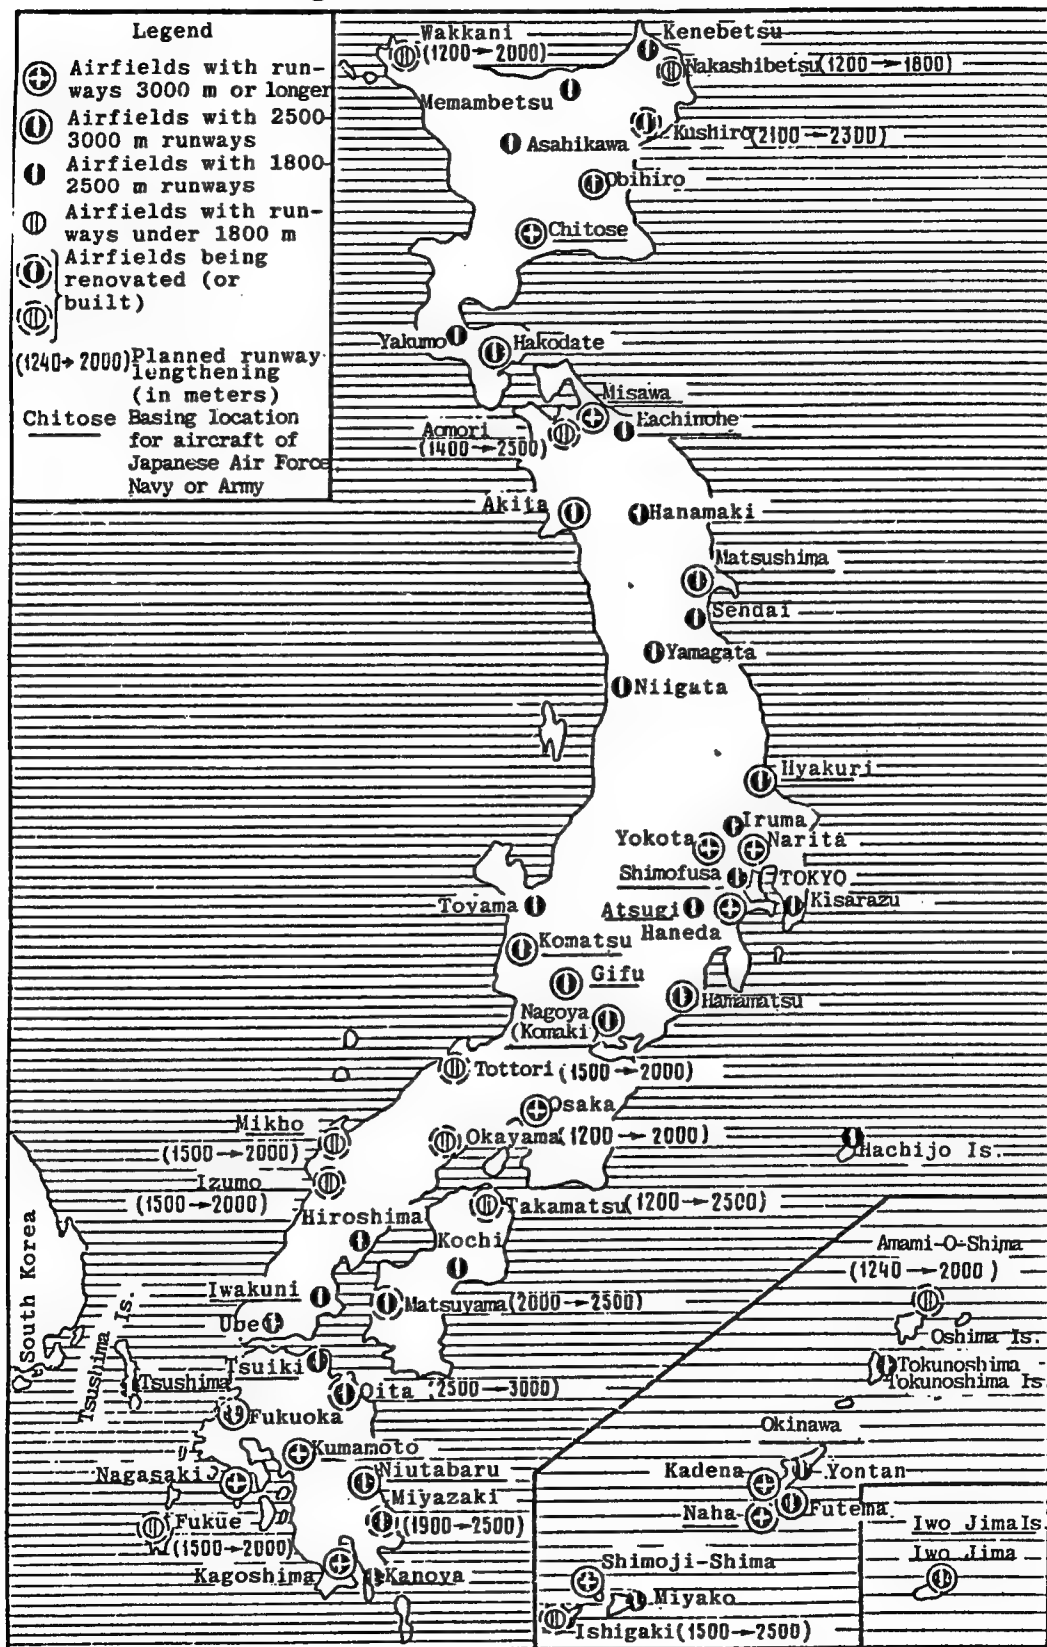 Legend
Airfields with run-
ways 3000 m or longer
Airfields with 2500-
3000 m runways
Airfields with 1800-
2500 m runways
Airfields with run-
ways under 1800 m
Airfields being
renovated (or
built)
(1240→2000) Planned runway
lengthening
(in meters)
Chitose Basing location
for aircraft of
Japanese Air Force,
Navy or Army
Wakkani
(1200→2000)
Kenebetsu
Nakashibetsu (1200→1800)
Memambetsu
Kushiro (2100→2300)
Asahikawa
Obihiro
Chitose
Yakumo
Hakodate
Misawa
Hachinohe
Aomori
(1400→2500)
Akita
Hanamaki
Matsushima
Sendai
Yamagata
Niigata
Hyakuri
Iruma
Yokota
Narita
Shimofusa
TOKYO
Toyama
Atsugi
Kisarazu
Haneda
Komatsu
Gifu
Hamamatsu
Nagoya
(Komaki)
Tottori (1500→2000)
Osaka
Mikho
(1500→2000)
Okayama (1200→2000)
Hachijo Is.
Izumo
(1500→2000)
Takamatsu (1200→2500)
Hiroshima
Kochi
South Korea
Tsushima Is.
Iwakuni
Matsuyama (2000→2500)
Ube
Tsuiki
Tsushima
Oita (2500→3000)
Fukuoka
Kumamoto
Nagasaki
Niutabaru
Miyazaki
(1900→2500)
Fukue
(1500→2000)
Kagoshima
Kanoya
Amami-O-Shima
(1240→2000)
Oshima Is.
Tokunoshima
Tokunoshima Is
Okinawa
Kadena
Yontan
Naha
Futema
Iwo Jima Is.
Iwo Jima
Shimoji-Shima
Miyako
Ishigaki (1500→2500)